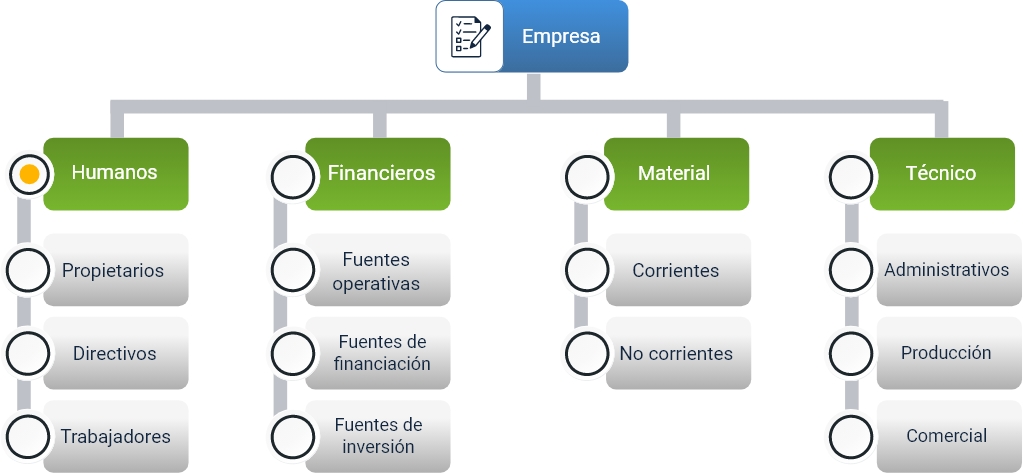 Empresa
Humanos
Financieros
Material
Técnico
Propietarios
Fuentes
operativas
Corrientes
Administrativos
Directivos
Fuentes de
financiación
No corrientes
Producción
Trabajadores
Fuentes de
inversión
Comercial